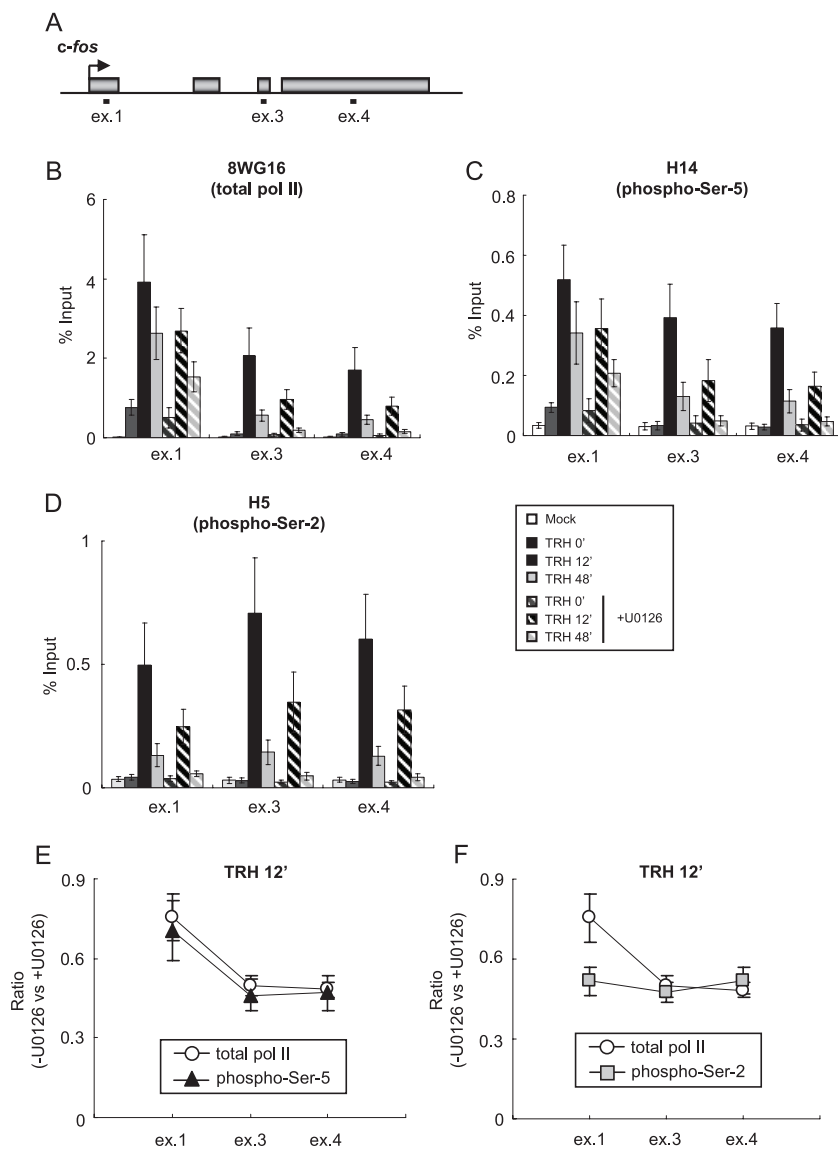 A
c-fos
ex.1
ex.3
ex.4
B
8WG16
(total pol II)
% Input
6
4
2
0
ex.1
ex.3
ex.4
C
H14
(phospho-Ser-5)
% Input
0.8
0.6
0.4
0.2
0
ex.1
ex.3
ex.4
D
H5
(phospho-Ser-2)
% Input
1
0.5
0
ex.1
ex.3
ex.4
Mock
TRH 0'
TRH 12'
TRH 48'
TRH 0'
TRH 12'
TRH 48'
+U0126
E
TRH 12'
Ratio
(-U0126 vs +U0126)
0.9
0.6
0.3
0
total pol II
phospho-Ser-5
ex.1
ex.3
ex.4
F
TRH 12'
Ratio
(-U0126 vs +U0126)
0.9
0.6
0.3
0
total pol II
phospho-Ser-2
ex.1
ex.3
ex.4